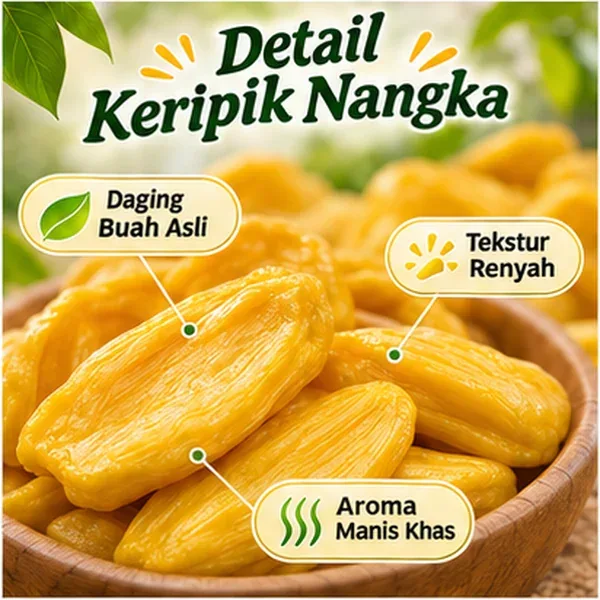 Detail
Keripik Nangka
Daging
Buah Asli
Tekstur
Renyah
Aroma
Manis Khas